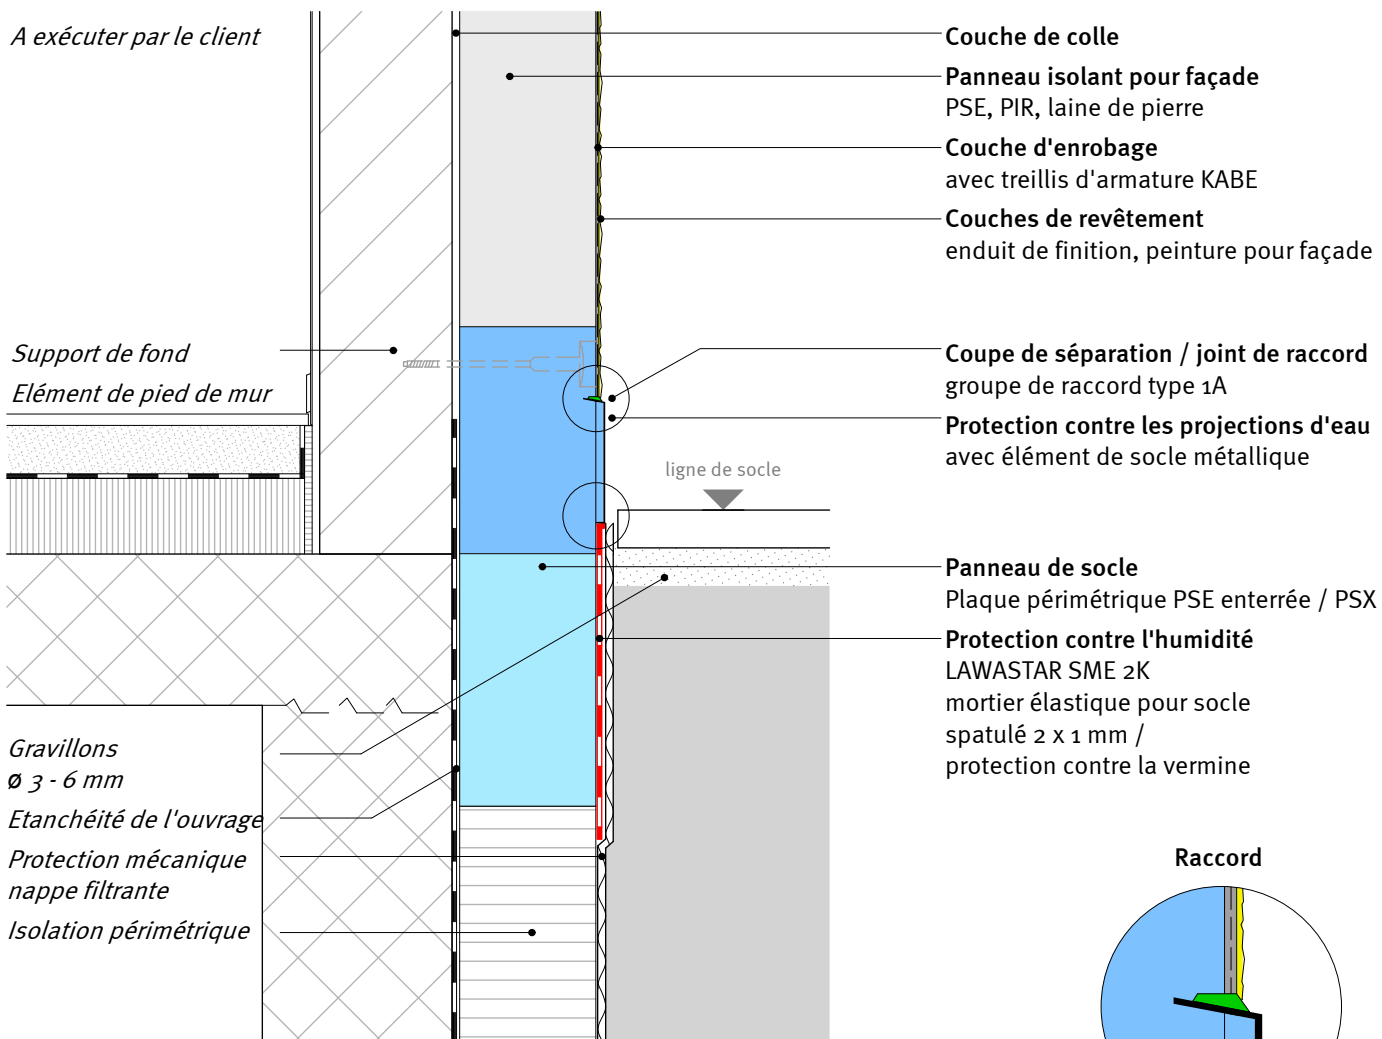 A exécuter par le client
Support de fond
Elément de pied de mur
Gravillons
ø 3 - 6 mm
Etanchéité de l'ouvrage
Protection mécanique
nappe filtrante
Isolation périmétrique
ligne de socle
Couche de colle
Panneau isolant pour façade
PSE, PIR, laine de pierre
Couche d'enrobage
avec treillis d'armature KABE
Couches de revêtement
enduit de finition, peinture pour façade
Coupe de séparation / joint de raccord
groupe de raccord type 1A
Protection contre les projections d'eau
avec élément de socle métallique
Panneau de socle
Plaque périmétrique PSE enterrée / PSX
Protection contre l'humidité
LAWASTAR SME 2K
mortier élastique pour socle
spatulé 2 x 1 mm /
protection contre la vermine
Raccord